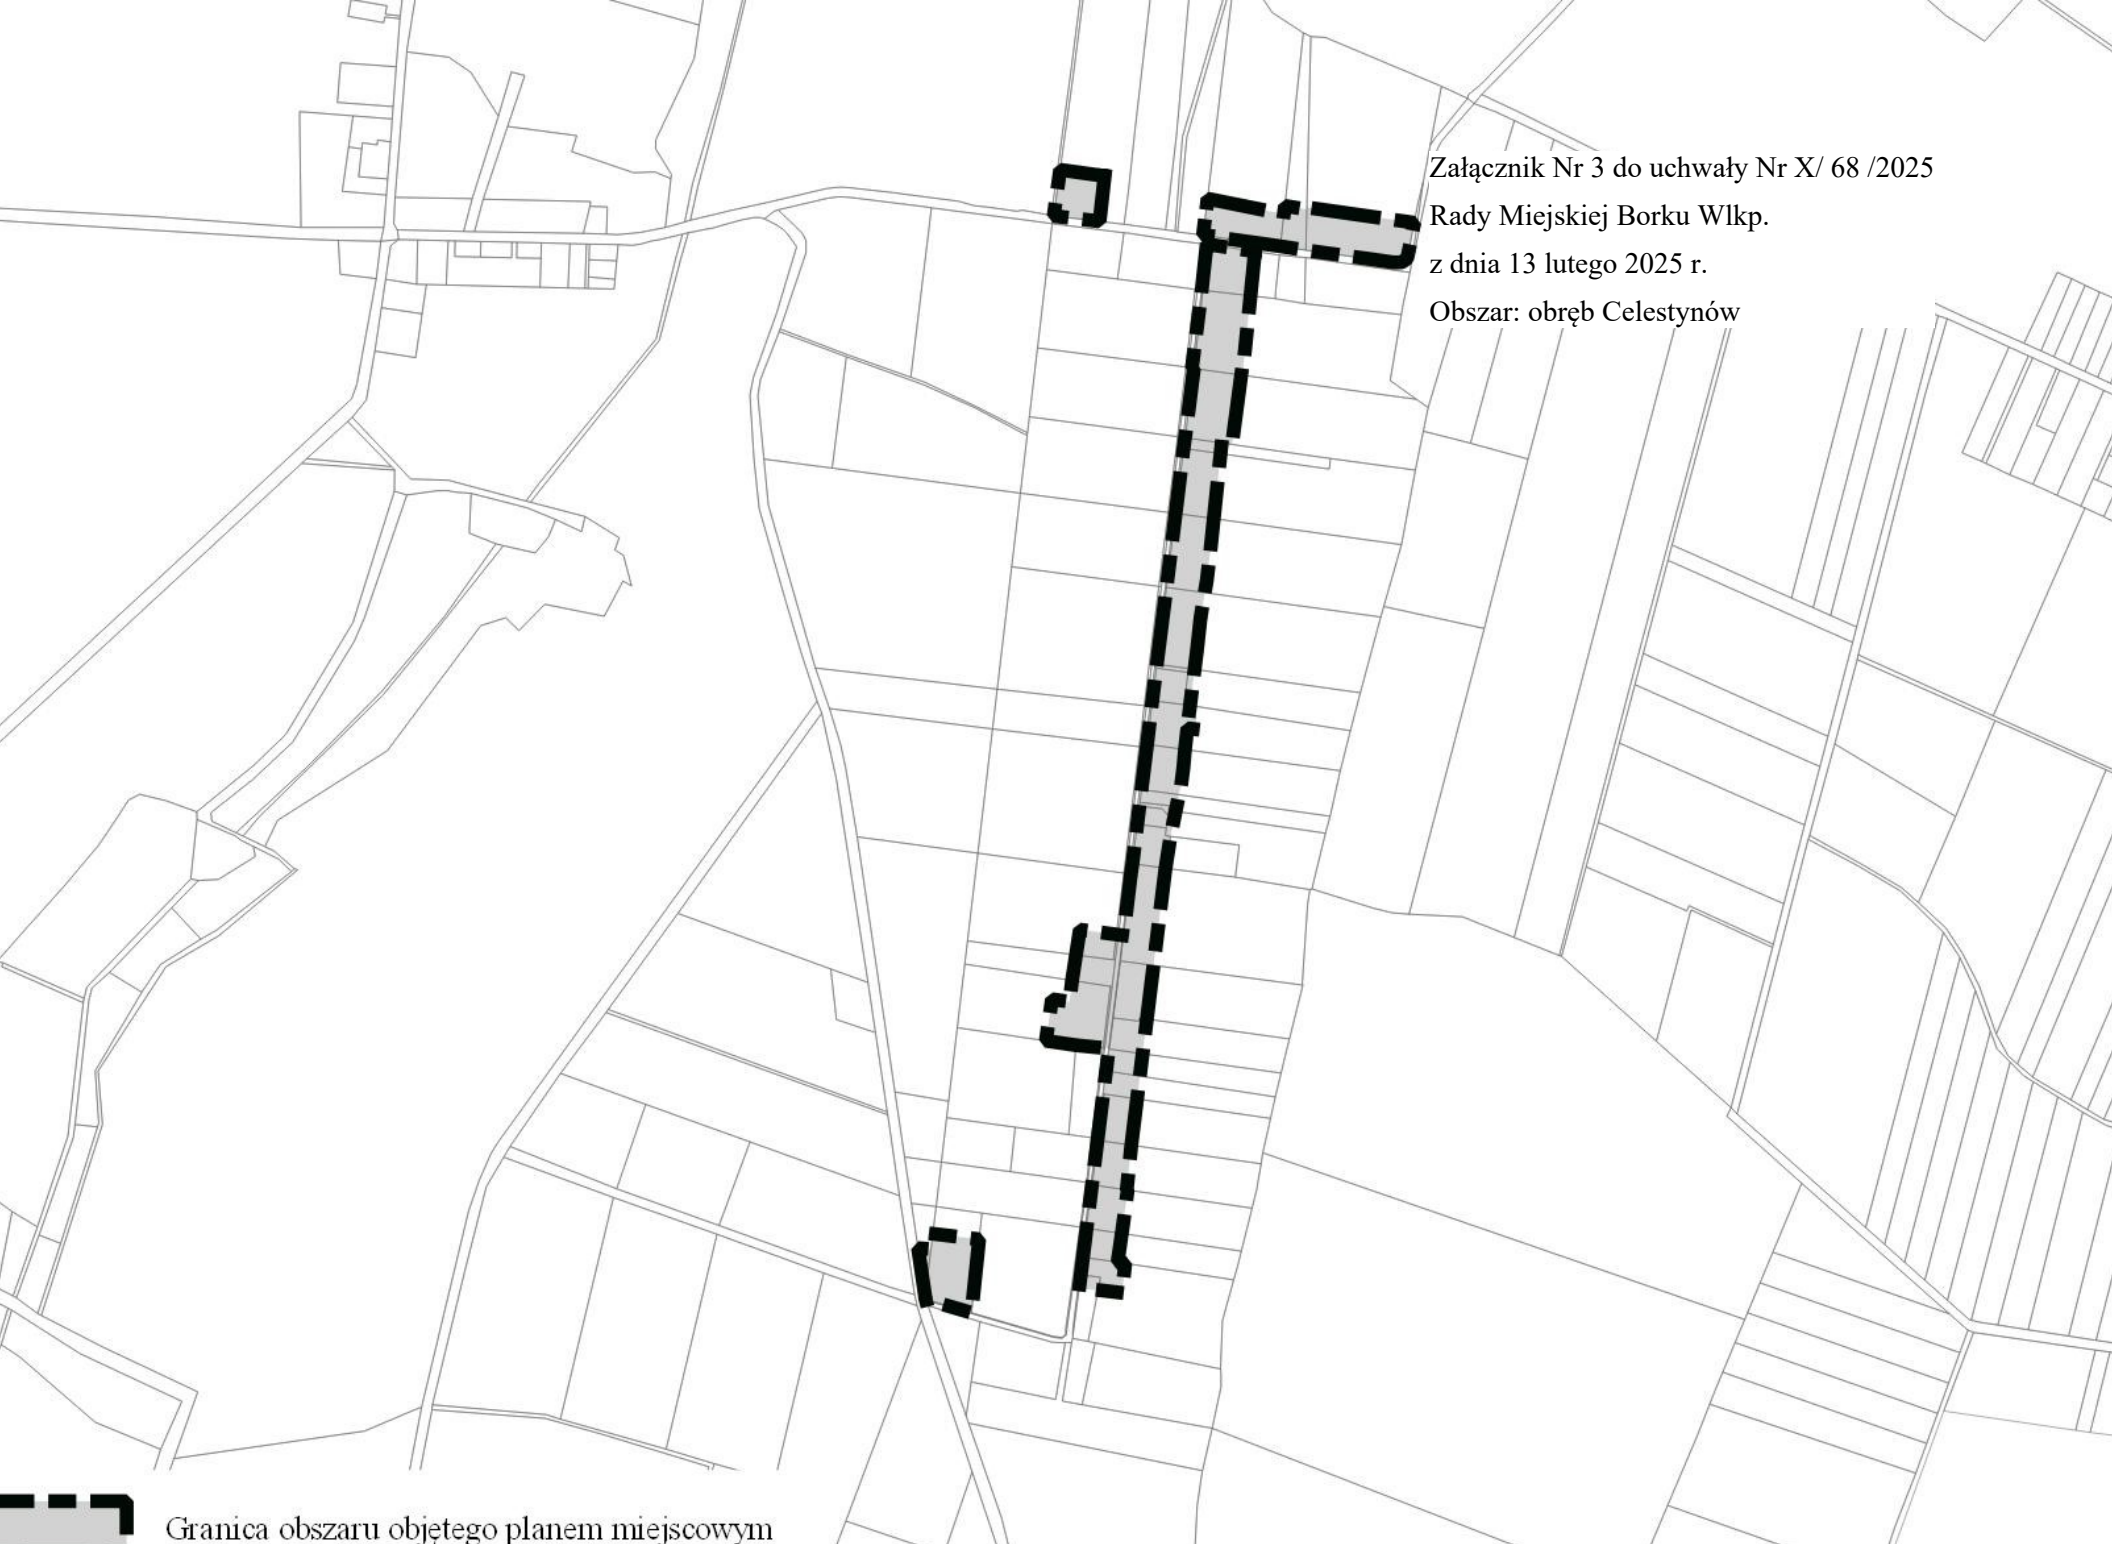 Załącznik Nr 3 do uchwały Nr X/ 68 /2025
Rady Miejskiej Borku Wlkp.
z dnia 13 lutego 2025 r.
Obszar: obręb Celestynów
Granica obszaru objętego planem miejscowym